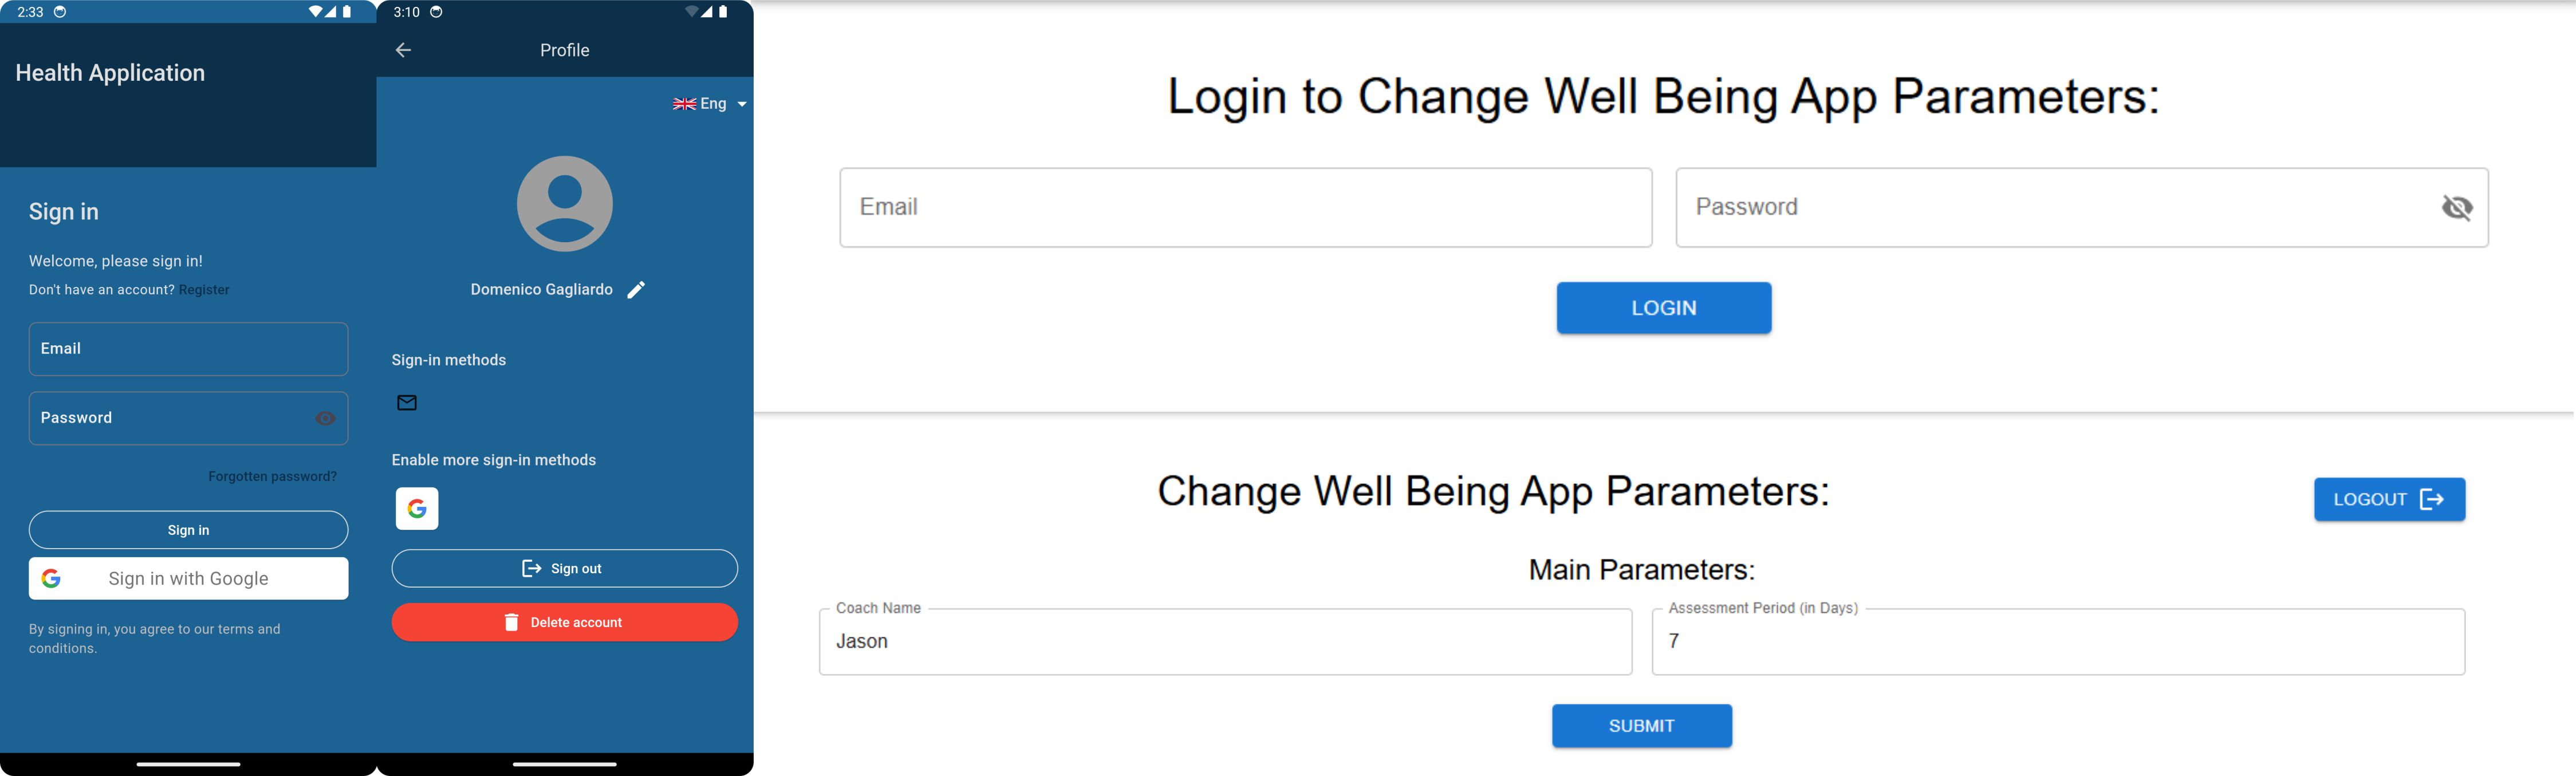 2:33
Health Application
Sign in
Welcome, please sign in!
Don't have an account? Register
Email
Password
Forgotten password?
Sign in
Sign in with Google
By signing in, you agree to our terms and
conditions.
3:10
Profile
Eng
Domenico Gagliardo
Sign-in methods
Enable more sign-in methods
G
Sign out
Delete account
Login to Change Well Being App Parameters:
Email
Password
LOGIN
Change Well Being App Parameters:
LOGOUT
Main Parameters:
Coach Name
Jason
Assessment Period (in Days)
7
SUBMIT